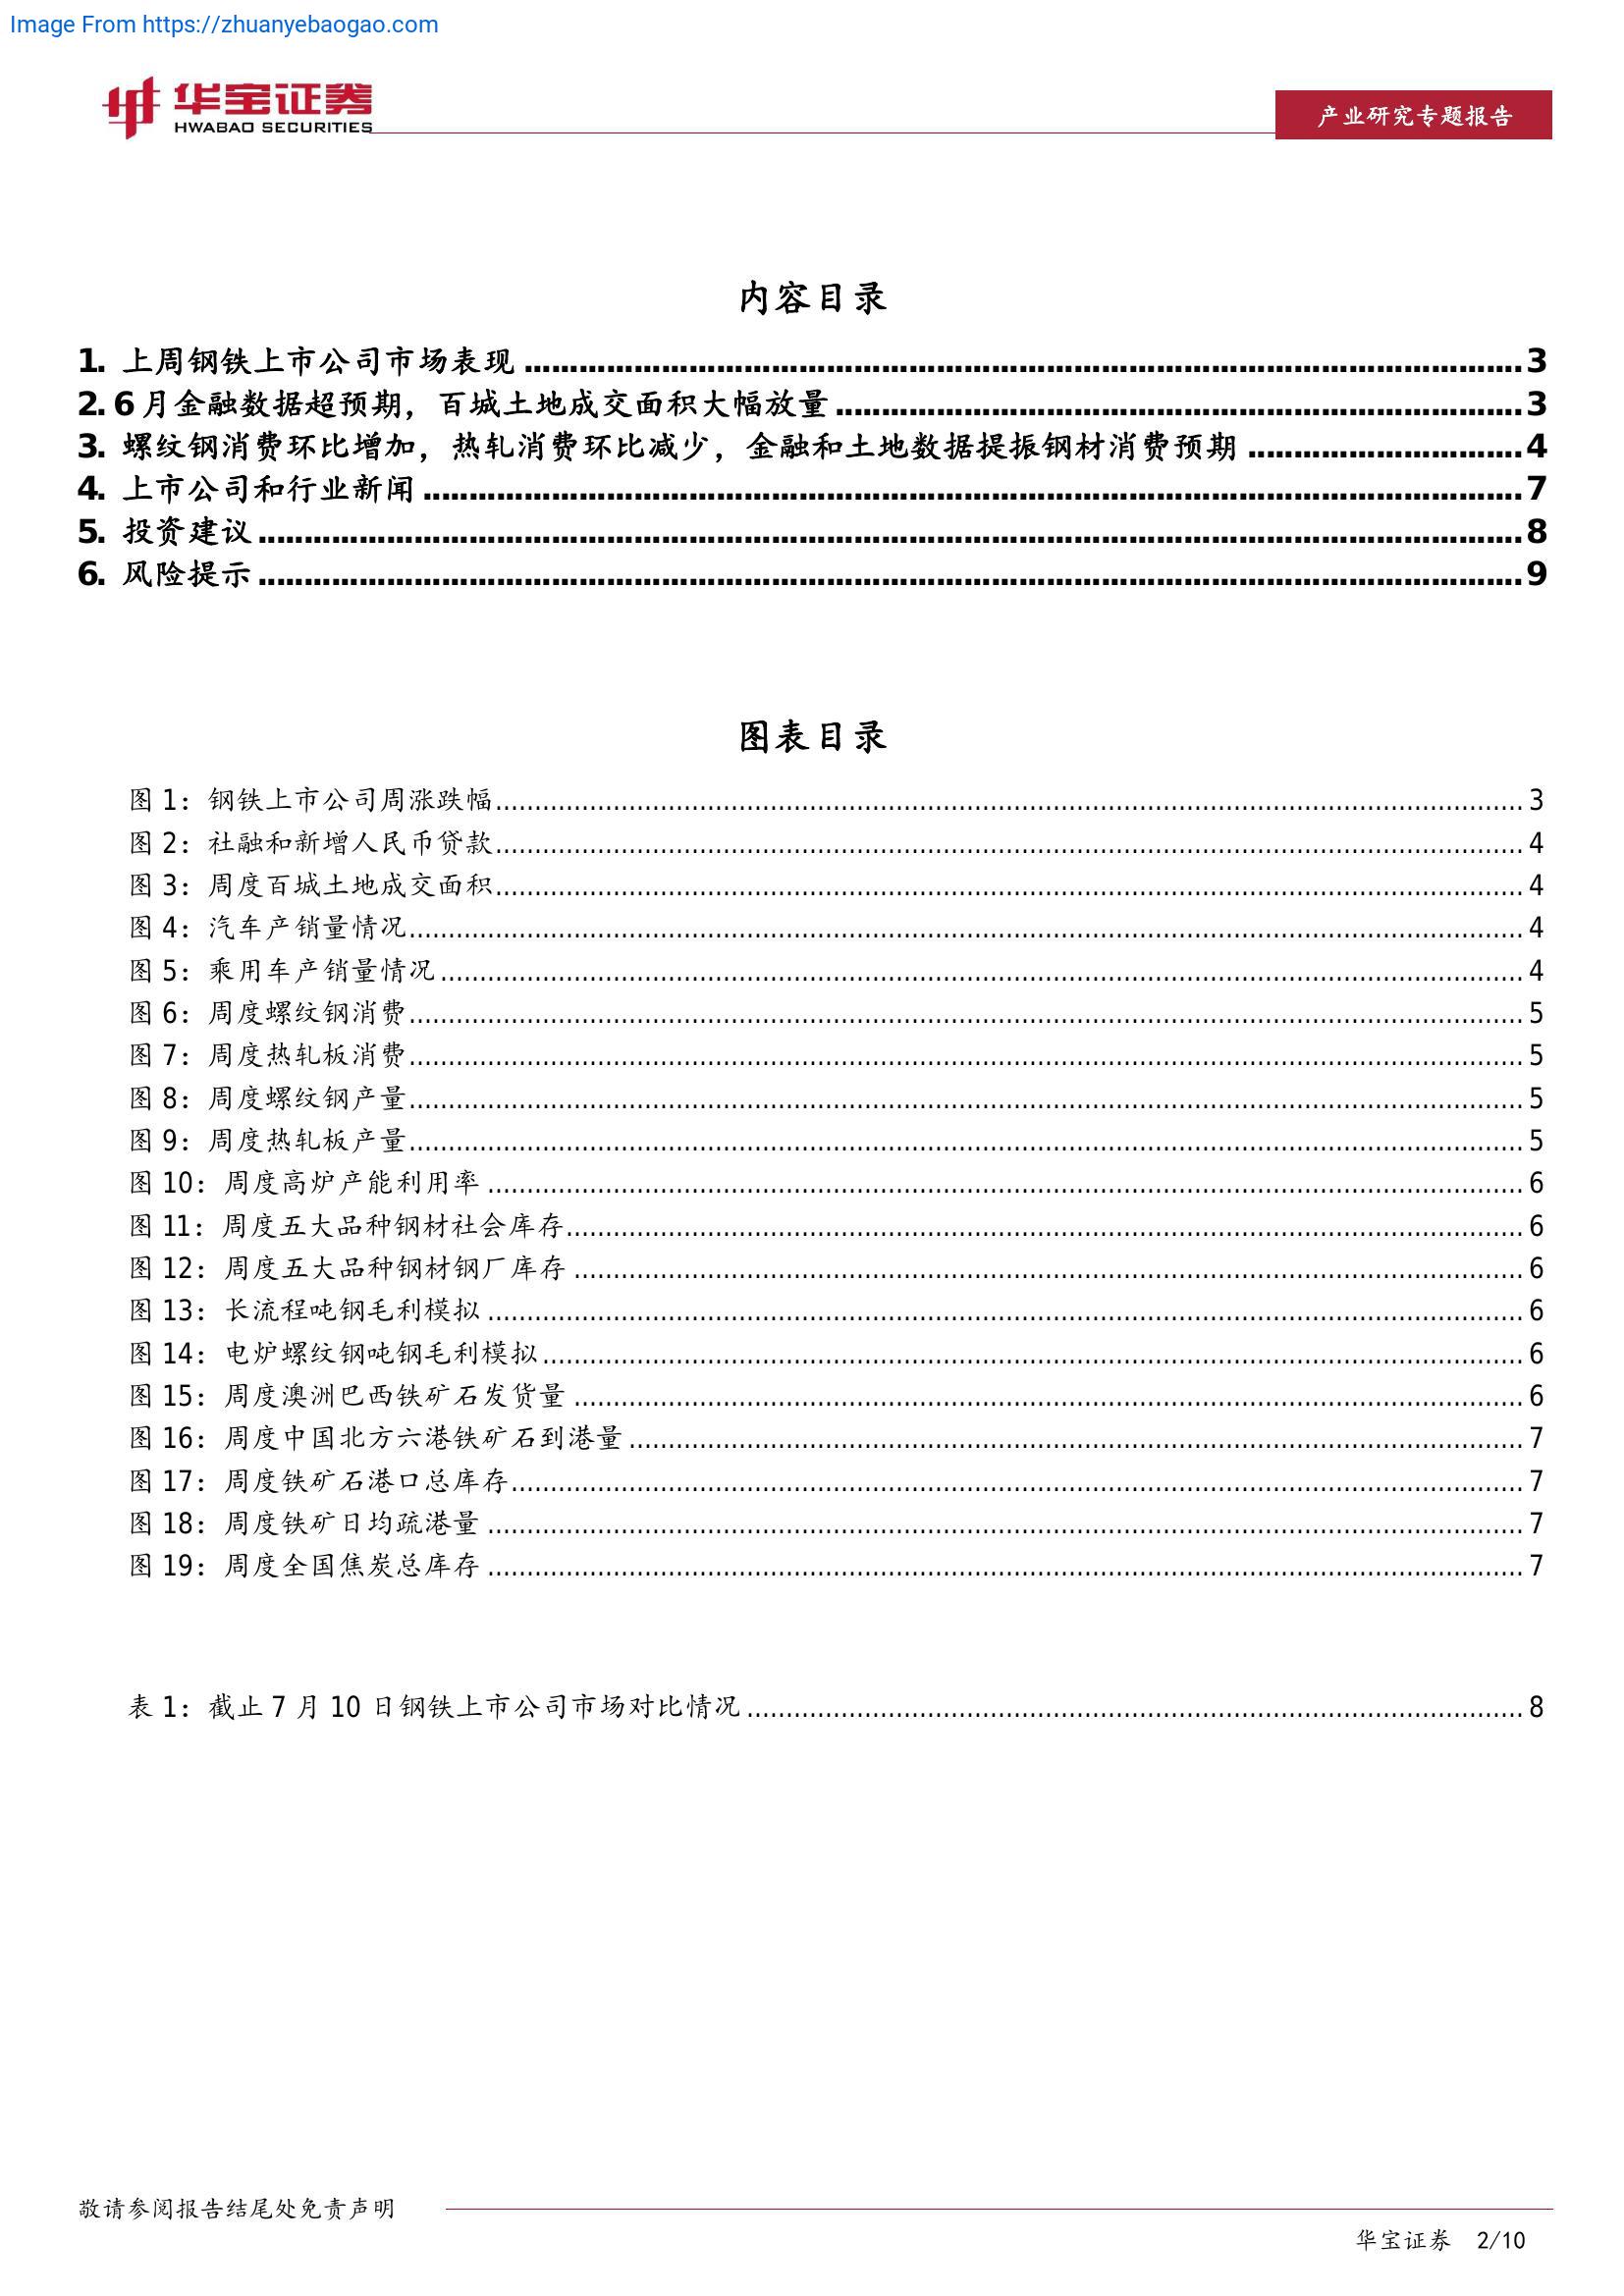 Image From https://zhuanyebaogao.com
华宝证券
HWABAO SECURITIES
产业研究专题报告
内容目录
1. 上周钢铁上市公司市场表现 ........................ 3
2. 6 月金融数据超预期，百城土地成交面积大幅放量 ........................ 3
3. 螺纹钢消费环比增加，热轧消费环比减少，金融和土地数据提振钢材消费预期 ........................ 4
4. 上市公司和行业新闻 ........................ 7
5. 投资建议 ........................ 8
6. 风险提示 ........................ 9
图表目录
图 1：钢铁上市公司周涨跌幅 ........................ 3
图 2：社融和新增人民币贷款 ........................ 4
图 3：周度百城土地成交面积 ........................ 4
图 4：汽车产销量情况 ........................ 4
图 5：乘用车产销量情况 ........................ 4
图 6：周度螺纹钢消费 ........................ 5
图 7：周度热轧板消费 ........................ 5
图 8：周度螺纹钢产量 ........................ 5
图 9：周度热轧板产量 ........................ 5
图 10：周度高炉产能利用率 ........................ 6
图 11：周度五大品种钢材社会库存 ........................ 6
图 12：周度五大品种钢材钢厂库存 ........................ 6
图 13：长流程吨钢毛利模拟 ........................ 6
图 14：电炉螺纹钢吨钢毛利模拟 ........................ 6
图 15：周度澳洲巴西铁矿石发货量 ........................ 6
图 16：周度中国北方六港铁矿石到港量 ........................ 7
图 17：周度铁矿石港口总库存 ........................ 7
图 18：周度铁矿日均疏港量 ........................ 7
图 19：周度全国焦炭总库存 ........................ 7
表 1：截止 7 月 10 日钢铁上市公司市场对比情况 ........................ 8
敬请参阅报告结尾处免责声明
华宝证券 2/10